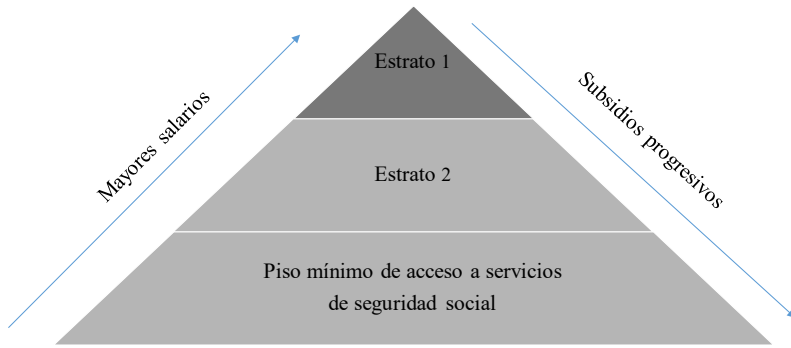 Estrato 1
Mayores salarios
Subsidios progresivos
Estrato 2
Piso mínimo de acceso a servicios
de seguridad social